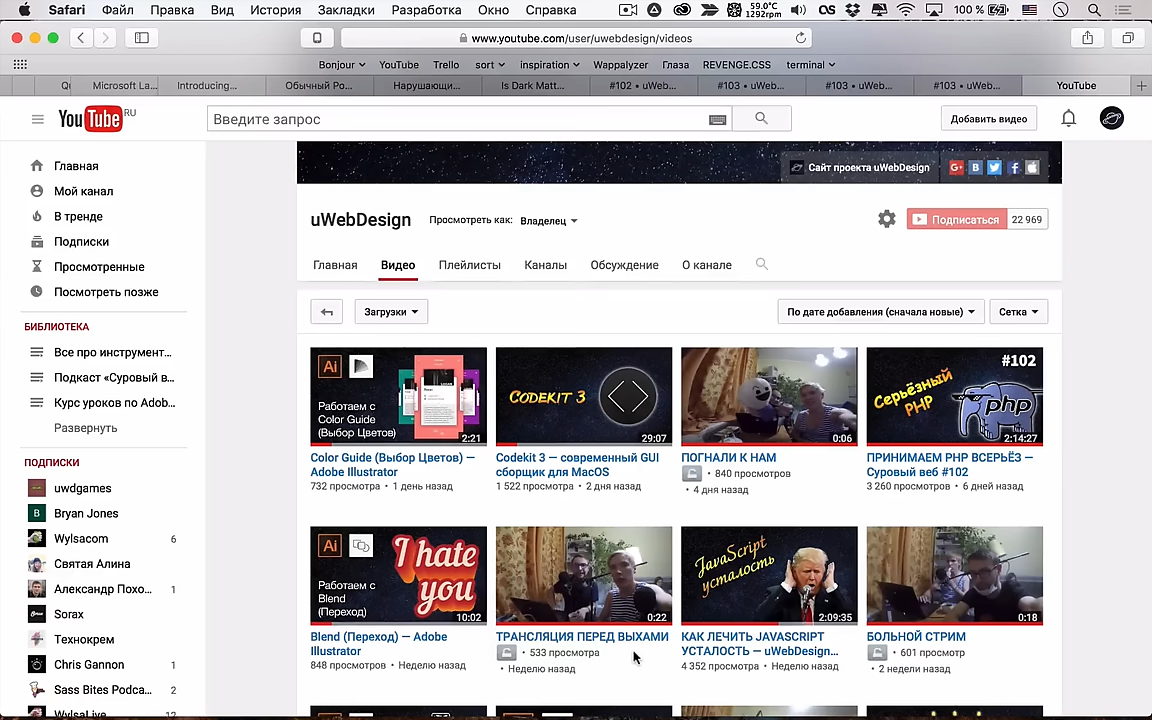 Safari Файл Правка Вид История Закладки Разработка Окно Справка 59.0°C 1292rpm 100 %
www.youtube.com/user/uwebdesign/videos
Bonjour YouTube Trello sort inspiration Wappalyzer Глаза REVENGE.CSS terminal
Microsoft La... Introducing... Обычный Ро... Нарушающи... Is Dark Matt... #102 • uWeb... #103 • uWeb... #103 • uWeb... #103 • uWeb... YouTube
YouTube RU Введите запрос Добавить видео
Сайт проекта uWebDesign
Главная
Мой канал
В тренде
Подписки
Просмотренные
Посмотреть позже
БИБЛИОТЕКА
Все про инструмент...
Подкаст «Суровый в...
Курс уроков по Adob...
Развернуть
ПОДПИСКИ
uwdgames
Bryan Jones
Wylsacom 6
Святая Алина
Александр Похо... 1
Sorax
Технокрем
Chris Gannon 1
Sass Bites Podca... 2
WylsaLive 12
uWebDesign Просмотреть как: Владелец Подписаться 22 969
Главная Видео Плейлисты Каналы Обсуждение О канале
Загрузки По дате добавления (сначала новые) Сетка
Ai
Работаем с
Color Guide
(Выбор Цветов)
2:21
Color Guide (Выбор Цветов) —
Adobe Illustrator
732 просмотра • 1 день назад
CODEKIT 3
29:07
Codekit 3 — современный GUI
сборщик для MacOS
1 522 просмотра • 2 дня назад
0:06
ПОГНАЛИ К НАМ
• 840 просмотров
• 4 дня назад
#102
Серьёзный
PHP
php
2:14:27
ПРИНИМАЕМ PHP ВСЕРЬЁЗ —
Суровый веб #102
3 260 просмотров • 6 дней назад
Ai
I hate
you
Работаем с
Blend
(Переход)
10:02
Blend (Переход) — Adobe
Illustrator
848 просмотров • Неделю назад
0:22
ТРАНСЛЯЦИЯ ПЕРЕД ВЫХАМИ
• 533 просмотра
• Неделю назад
JavaScript
усталость
2:09:35
КАК ЛЕЧИТЬ JAVASCRIPT
УСТАЛОСТЬ — uWebDesign...
4 352 просмотра • Неделю назад
0:18
БОЛЬНОЙ СТРИМ
• 601 просмотр
• 2 недели назад